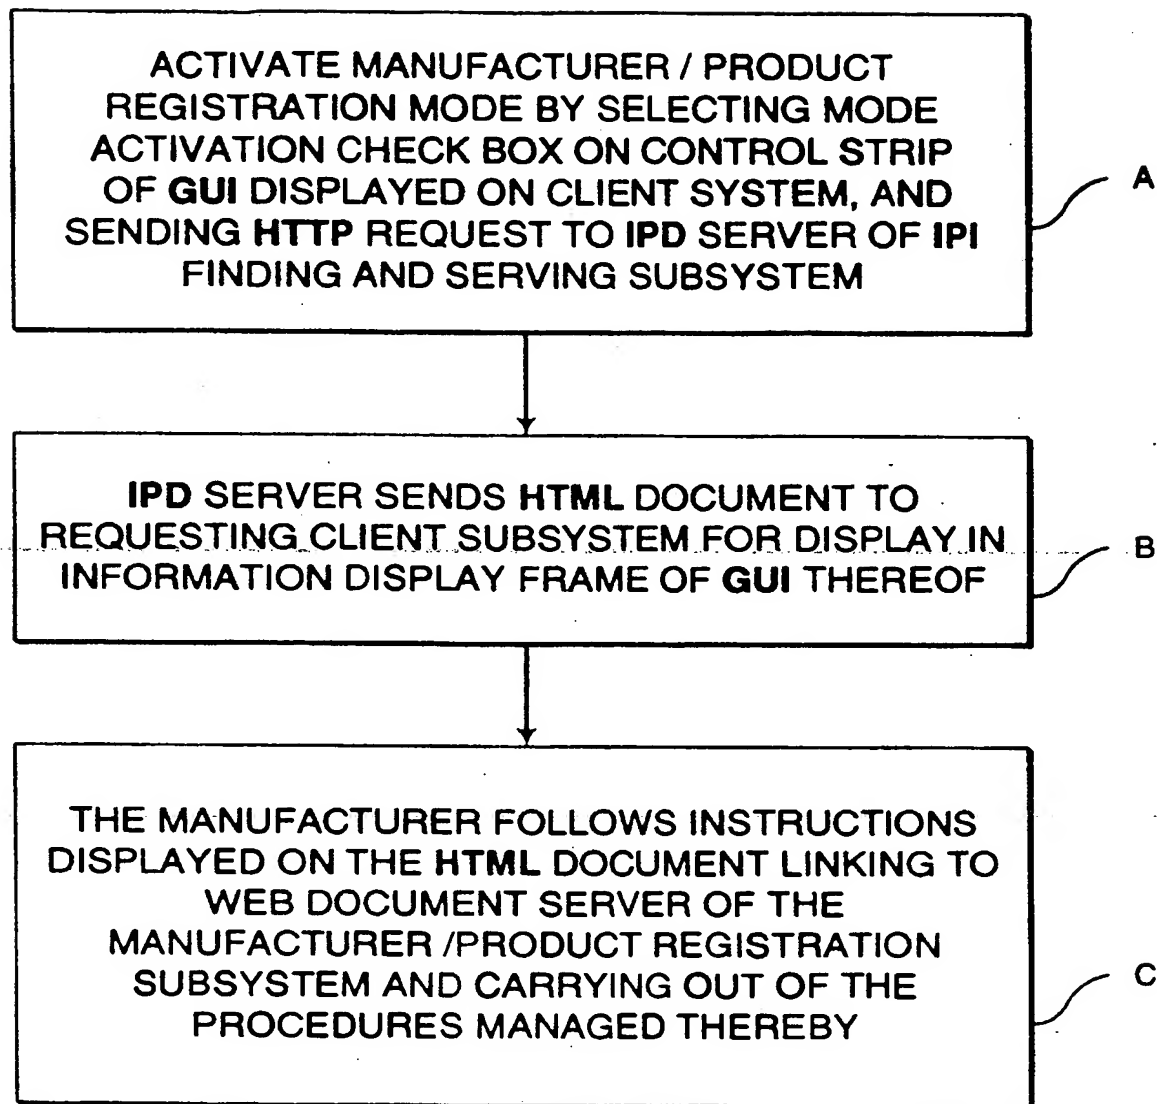 ACTIVATE MANUFACTURER / PRODUCT
REGISTRATION MODE BY SELECTING MODE
ACTIVATION CHECK BOX ON CONTROL STRIP
OF GUI DISPLAYED ON CLIENT SYSTEM, AND
SENDING HTTP REQUEST TO IPD SERVER OF IPI
FINDING AND SERVING SUBSYSTEM
A
IPD SERVER SENDS HTML DOCUMENT TO
REQUESTING CLIENT SUBSYSTEM FOR DISPLAY IN
INFORMATION DISPLAY FRAME OF GUI THEREOF
B
THE MANUFACTURER FOLLOWS INSTRUCTIONS
DISPLAYED ON THE HTML DOCUMENT LINKING TO
WEB DOCUMENT SERVER OF THE
MANUFACTURER /PRODUCT REGISTRATION
SUBSYSTEM AND CARRYING OUT OF THE
PROCEDURES MANAGED THEREBY
C